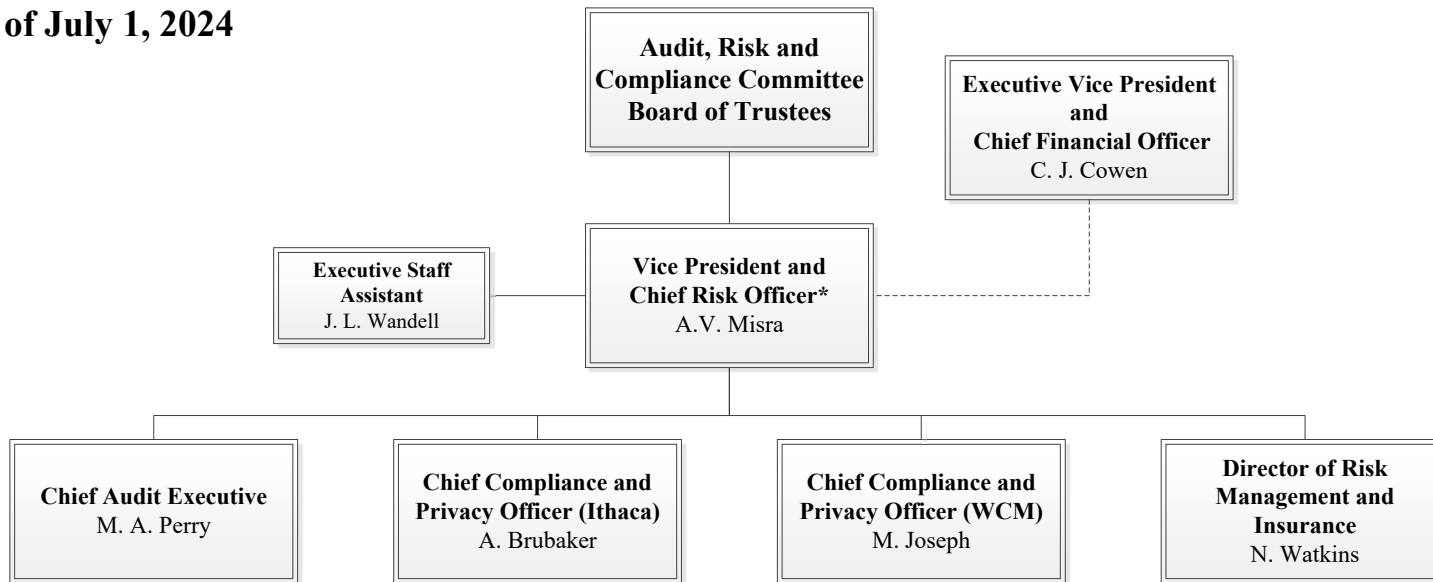 of July 1, 2024
Audit, Risk and
Compliance Committee
Board of Trustees
Executive Vice President
and
Chief Financial Officer
C. J. Cowen
Executive Staff
Assistant
J. L. Wandell
Vice President and
Chief Risk Officer*
A.V. Misra
Chief Audit Executive
M. A. Perry
Chief Compliance and
Privacy Officer (Ithaca)
A. Brubaker
Chief Compliance and
Privacy Officer (WCM)
M. Joseph
Director of Risk
Management and
Insurance
N. Watkins